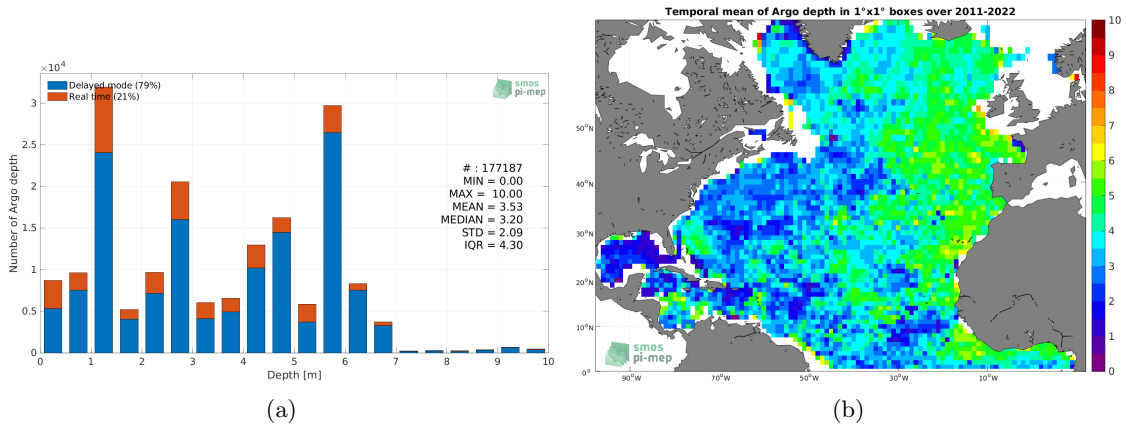 Temporal mean of Argo depth in 1°x1° boxes over 2011-2022
×10⁴
Delayed mode (79%)
Real time (21%)
smos
pi-mep
# : 177187
MIN = 0.00
MAX = 10.00
MEAN = 3.53
MEDIAN = 3.20
STD = 2.09
IQR = 4.30
Number of Argo depth
3
2.5
2
1.5
1
0.5
0
0 1 2 3 4 5 6 7 8 9 10
Depth [m]
(a)
50°N
40°N
30°N
20°N
10°N
0°
90°W 70°W 50°W 30°W 10°W
smos
pi-mep
10
9
8
7
6
5
4
3
2
1
0
(b)